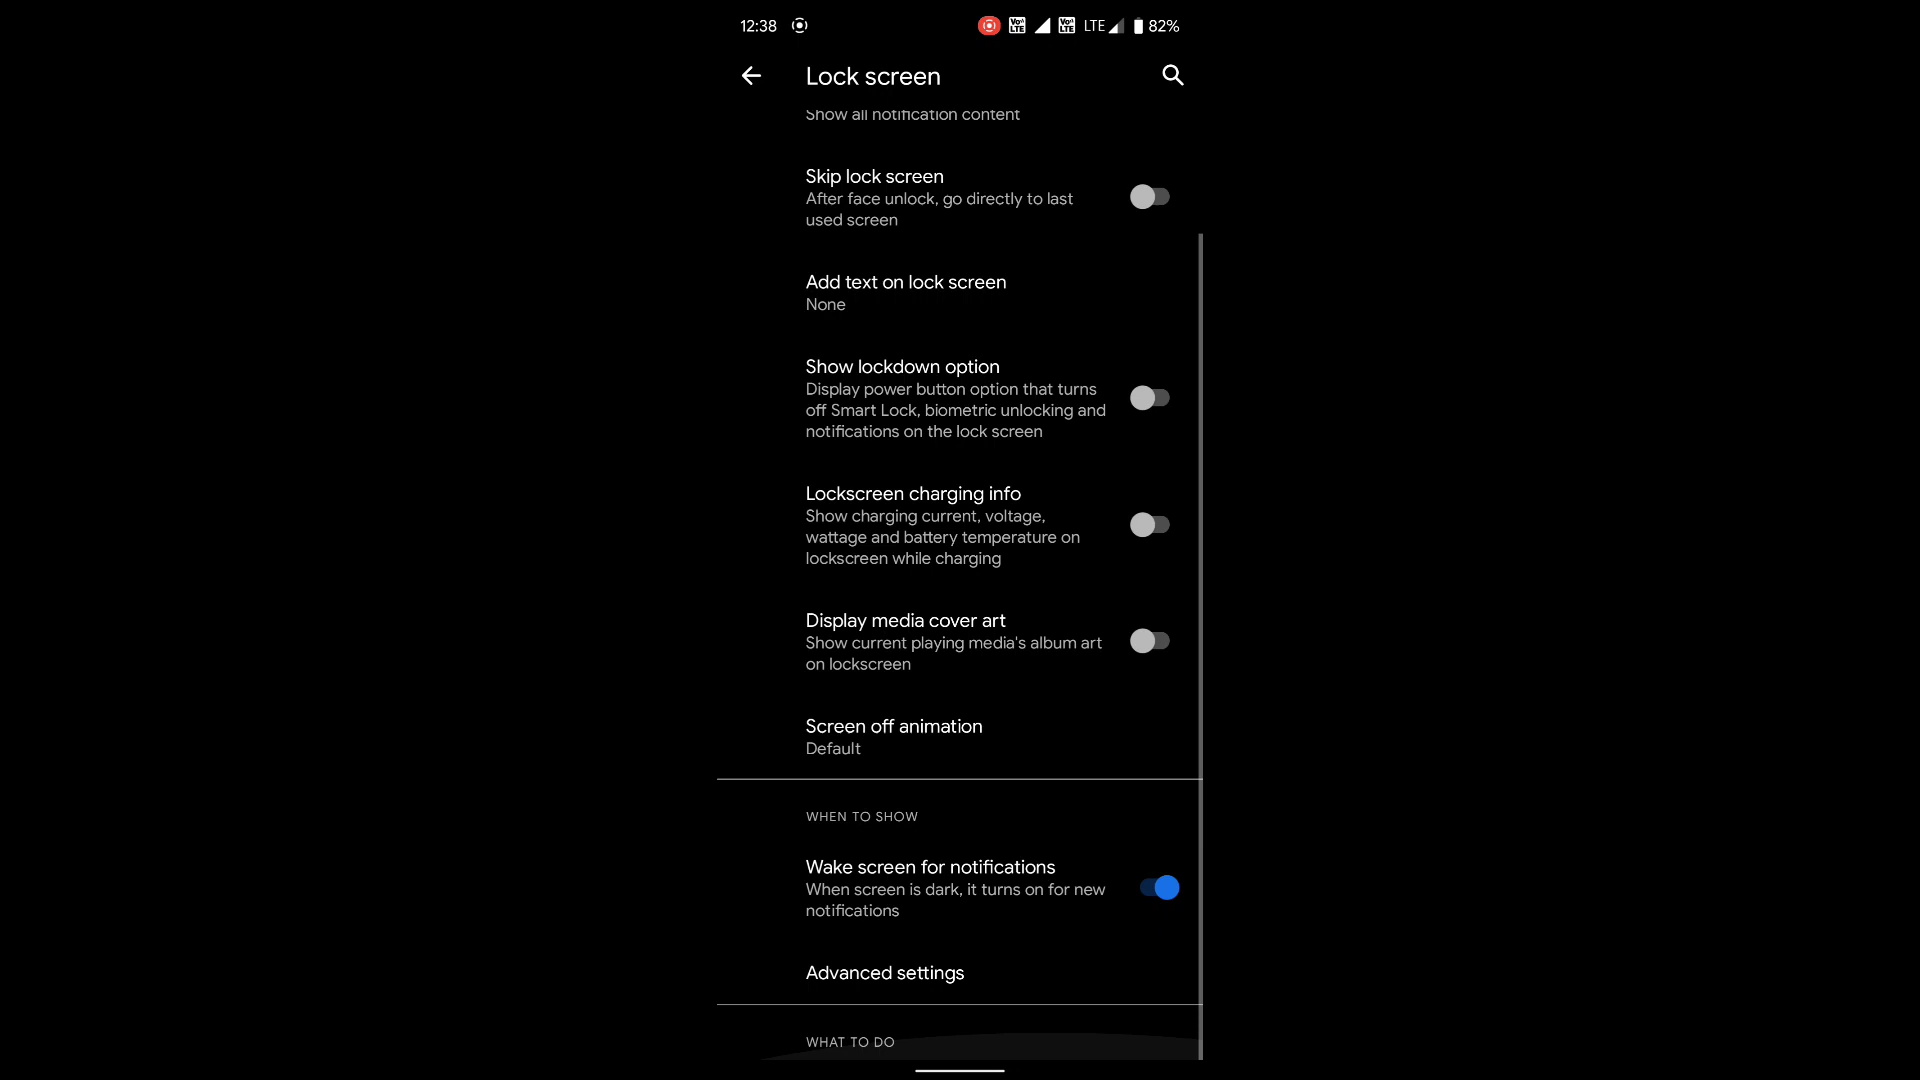 12:38
Vo LTE Vo LTE LTE 82%
Lock screen
Show all notification content
Skip lock screen
After face unlock, go directly to last
used screen
Add text on lock screen
None
Show lockdown option
Display power button option that turns
off Smart Lock, biometric unlocking and
notifications on the lock screen
Lockscreen charging info
Show charging current, voltage,
wattage and battery temperature on
lockscreen while charging
Display media cover art
Show current playing media's album art
on lockscreen
Screen off animation
Default
WHEN TO SHOW
Wake screen for notifications
When screen is dark, it turns on for new
notifications
Advanced settings
WHAT TO DO